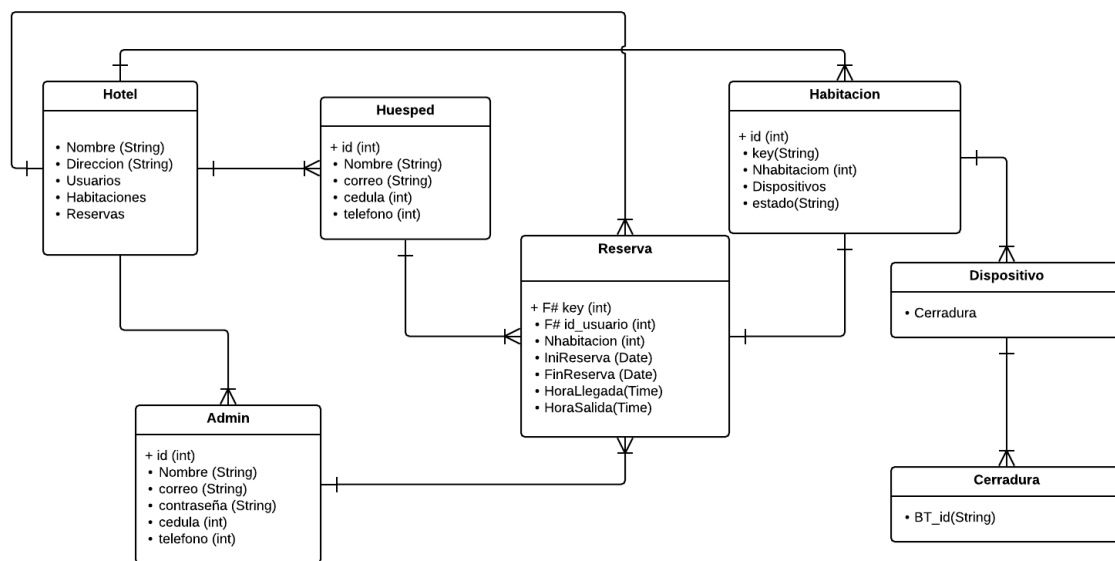 Hotel
• Nombre (String)
• Direccion (String)
• Usuarios
• Habitaciones
• Reservas
Huesped
+ id (int)
• Nombre (String)
• correo (String)
• cedula (int)
• telefono (int)
Habitacion
+ id (int)
• key(String)
• Nhabitaciom (int)
• Dispositivos
• estado(String)
Reserva
+ F# key (int)
• F# id_usuario (int)
• Nhabitacion (int)
• IniReserva (Date)
• FinReserva (Date)
• HoraLlegada(Time)
• HoraSalida(Time)
Dispositivo
• Cerradura
Admin
+ id (int)
• Nombre (String)
• correo (String)
• contraseña (String)
• cedula (int)
• telefono (int)
Cerradura
• BT_id(String)